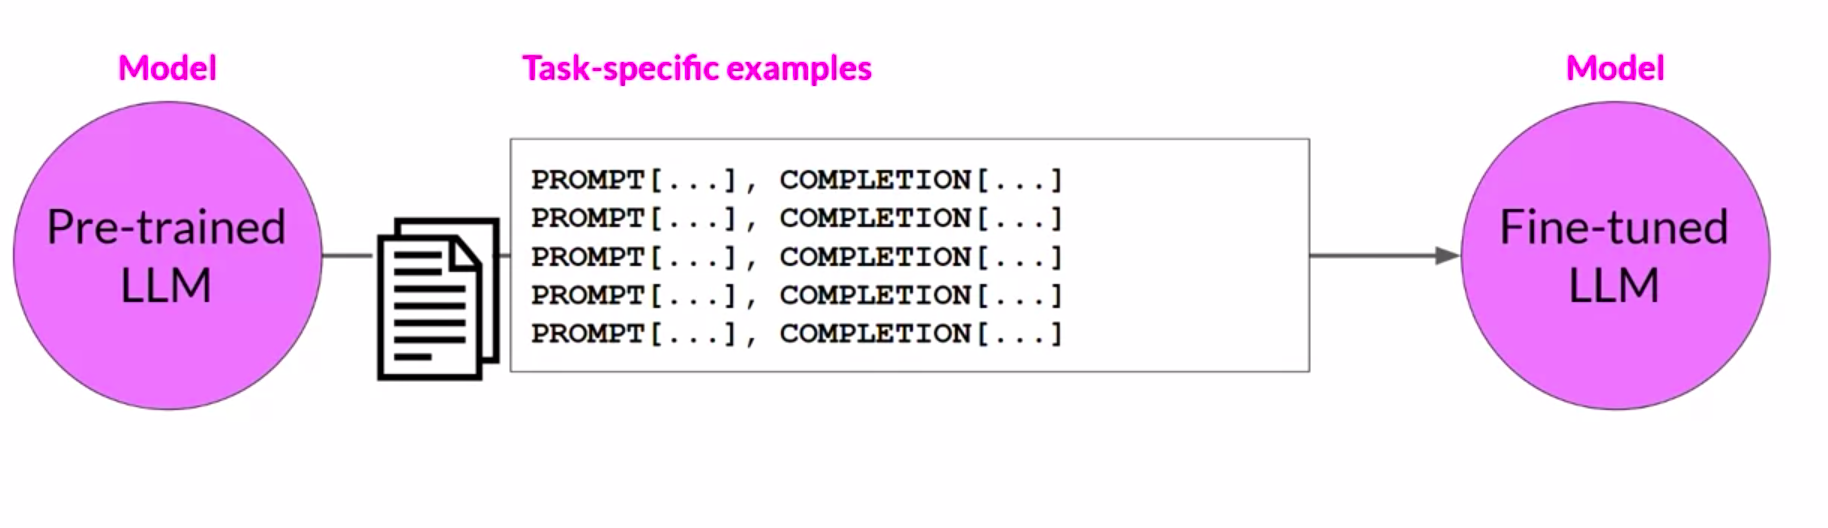 Model
Task-specific examples
Model
Pre-trained
LLM
PROMPT[...], COMPLETION[...]
PROMPT[...], COMPLETION[...]
PROMPT[...], COMPLETION[...]
PROMPT[...], COMPLETION[...]
PROMPT[...], COMPLETION[...]
Fine-tuned
LLM